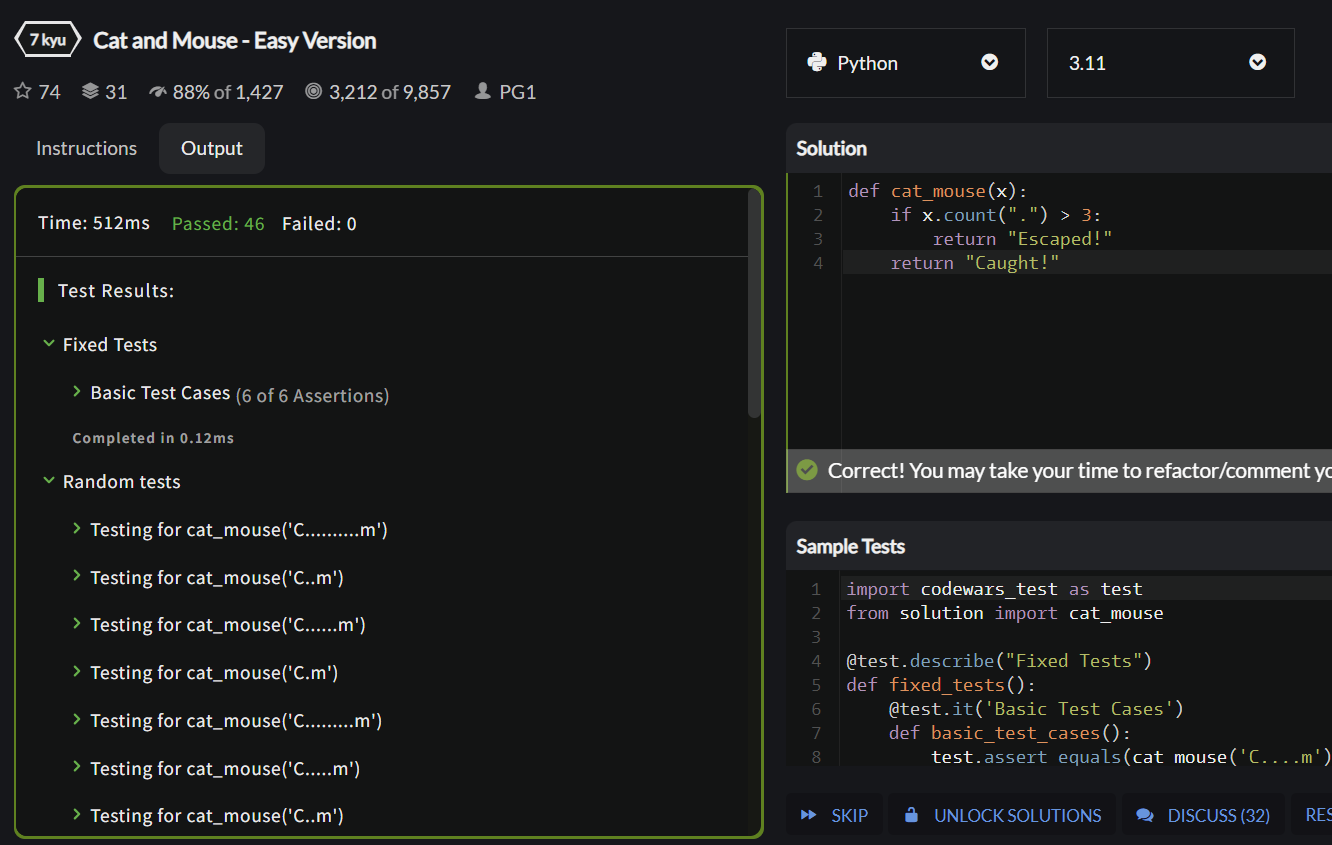 7 kyu Cat and Mouse - Easy Version
74 31 88% of 1,427 3,212 of 9,857 PG1
Instructions Output
Time: 512ms Passed: 46 Failed: 0
Test Results:
Fixed Tests
Basic Test Cases (6 of 6 Assertions)
Completed in 0.12ms
Random tests
Testing for cat_mouse('C..........m')
Testing for cat_mouse('C..m')
Testing for cat_mouse('C......m')
Testing for cat_mouse('C.m')
Testing for cat_mouse('C.........m')
Testing for cat_mouse('C.....m')
Testing for cat_mouse('C..m')
Python 3.11
Solution
1 def cat_mouse(x):
2 if x.count(".") > 3:
3 return "Escaped!"
4 return "Caught!"
Correct! You may take your time to refactor/comment yo
Sample Tests
1 import codewars_test as test
2 from solution import cat_mouse
3
4 @test.describe("Fixed Tests")
5 def fixed_tests():
6 @test.it('Basic Test Cases')
7 def basic_test_cases():
8 test.assert_equals(cat_mouse('C....m')
SKIP UNLOCK SOLUTIONS DISCUSS (32) RES